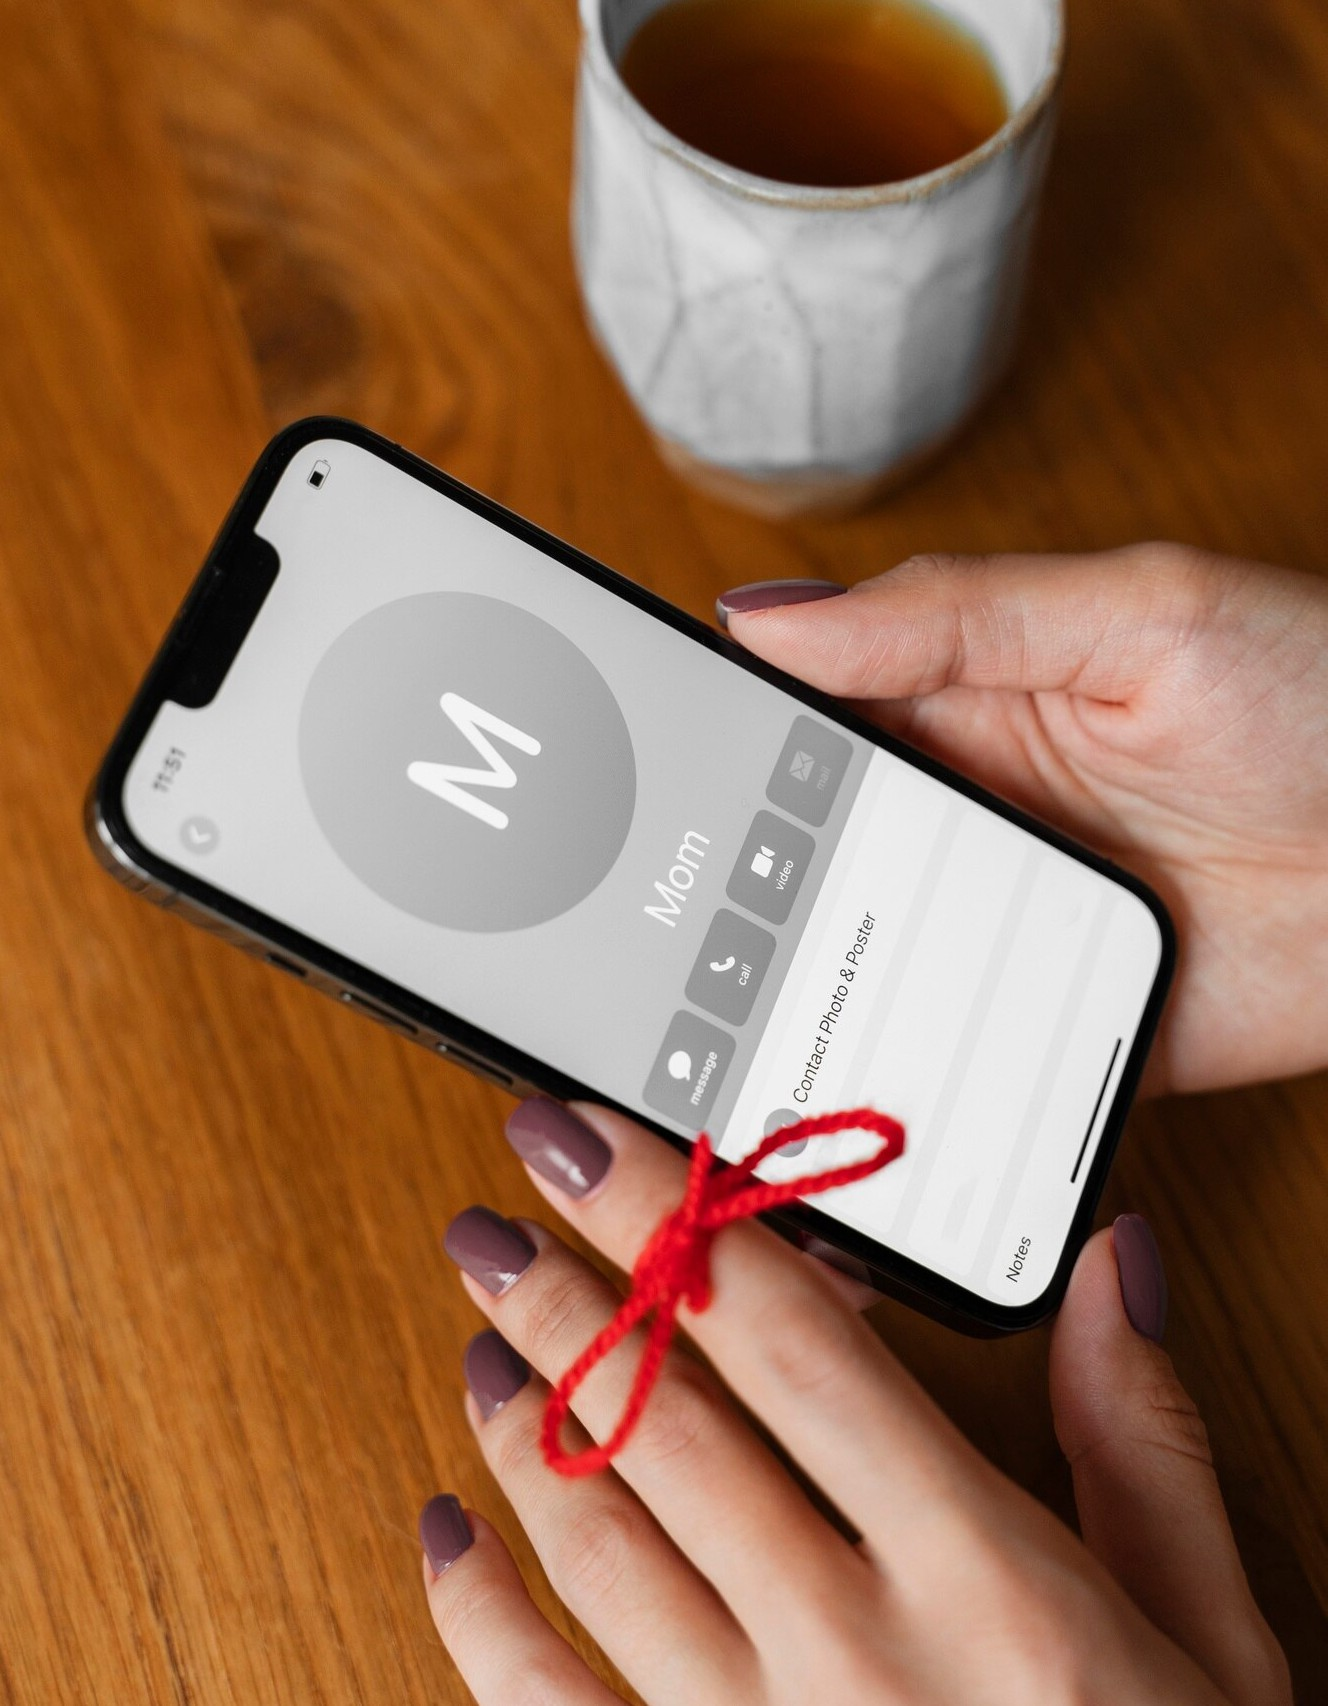 11:51
M
Mom
message
call
video
mail
Contact Photo & Poster
Notes